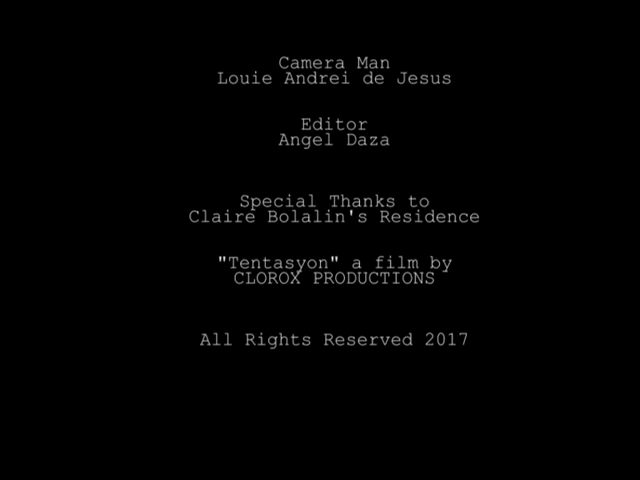 Camera Man
Louie Andrei de Jesus
Editor
Angel Daza
Special Thanks to
Claire Bolalin's Residence
"Tentasyon" a film by
CLOROX PRODUCTIONS
All Rights Reserved 2017